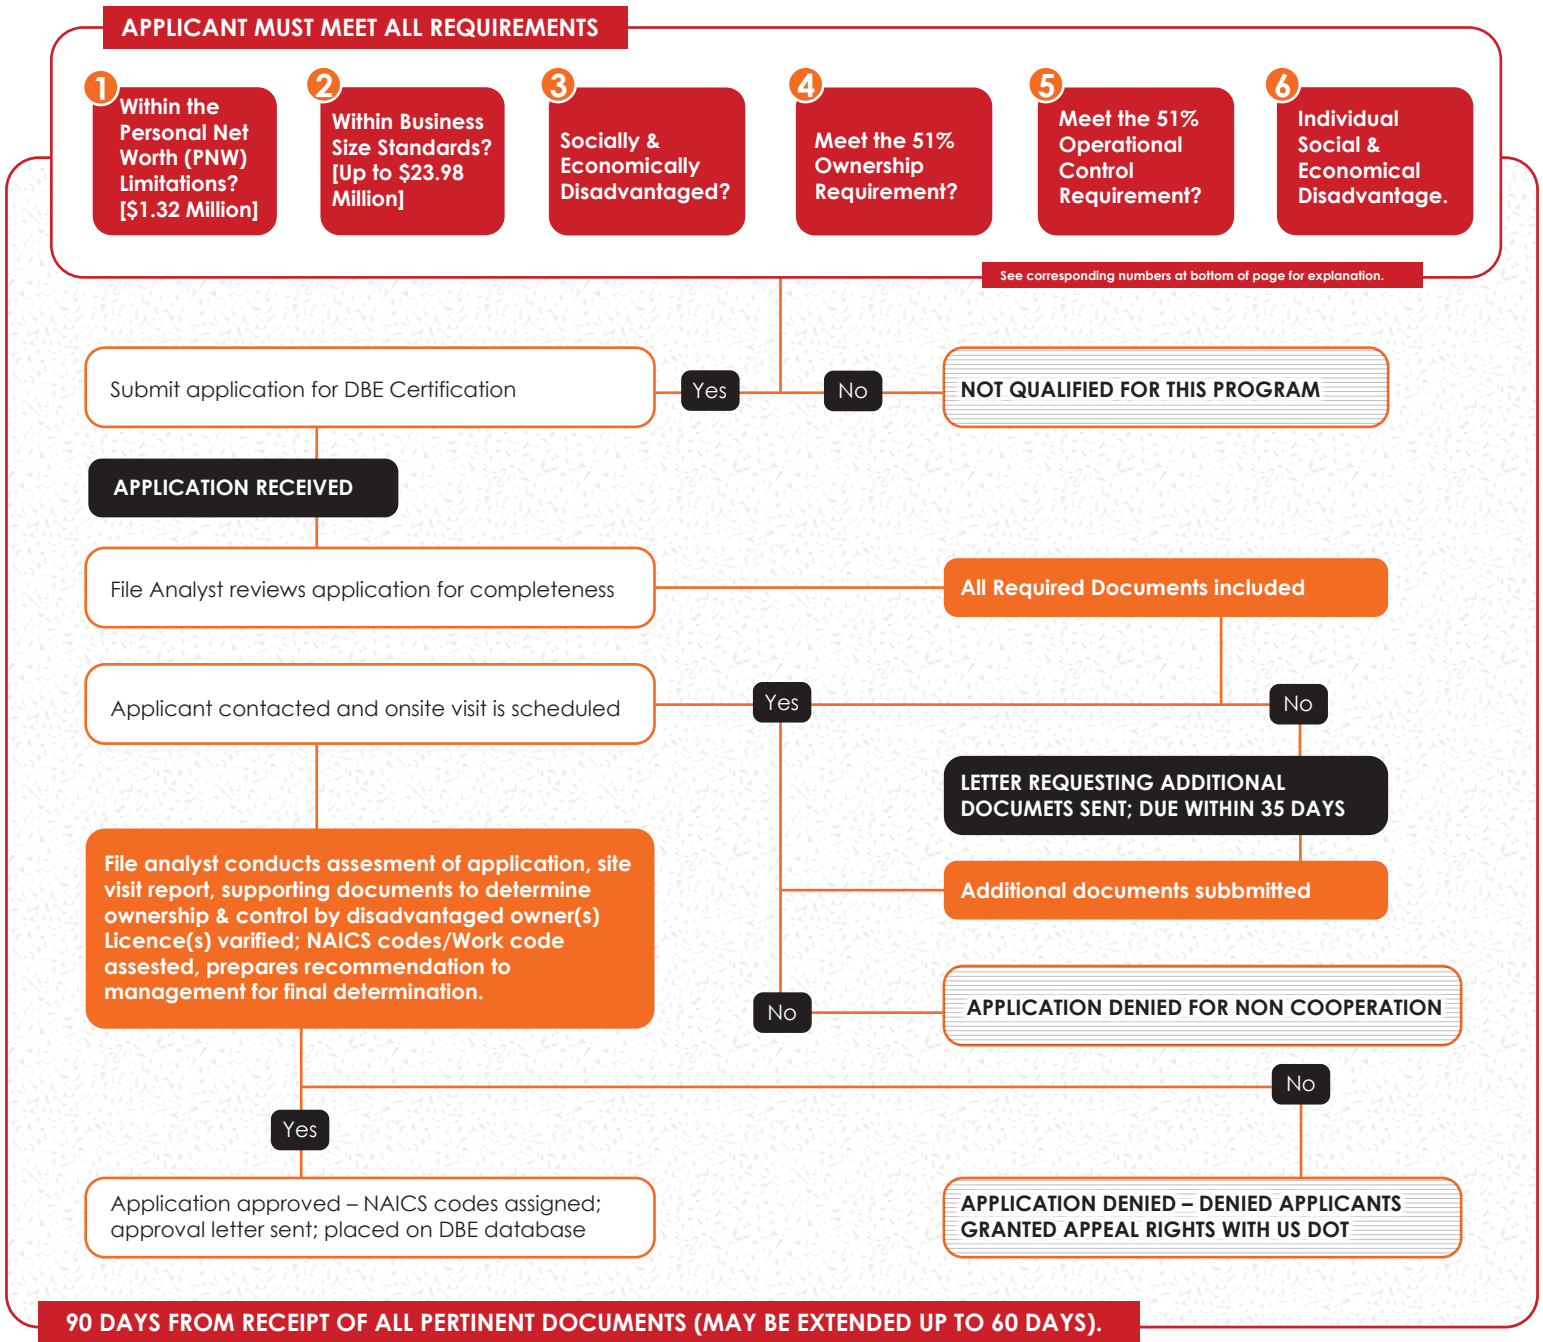 APPLICANT MUST MEET ALL REQUIREMENTS
1
Within the
Personal Net
Worth (PNW)
Limitations?
[$1.32 Million]
2
Within Business
Size Standards?
[Up to $23.98
Million]
3
Socially &
Economically
Disadvantaged?
4
Meet the 51%
Ownership
Requirement?
5
Meet the 51%
Operational
Control
Requirement?
6
Individual
Social &
Economical
Disadvantage.
See corresponding numbers at bottom of page for explanation.
Submit application for DBE Certification
Yes
No
NOT QUALIFIED FOR THIS PROGRAM
APPLICATION RECEIVED
File Analyst reviews application for completeness
All Required Documents included
Applicant contacted and onsite visit is scheduled
Yes
No
LETTER REQUESTING ADDITIONAL
DOCUMETS SENT; DUE WITHIN 35 DAYS
File analyst conducts assesment of application, site
visit report, supporting documents to determine
ownership & control by disadvantaged owner(s)
Licence(s) varified; NAICS codes/Work code
assested, prepares recommendation to
management for final determination.
Additional documents subbmitted
No
APPLICATION DENIED FOR NON COOPERATION
No
Yes
Application approved – NAICS codes assigned;
approval letter sent; placed on DBE database
APPLICATION DENIED – DENIED APPLICANTS
GRANTED APPEAL RIGHTS WITH US DOT
90 DAYS FROM RECEIPT OF ALL PERTINENT DOCUMENTS (MAY BE EXTENDED UP TO 60 DAYS).